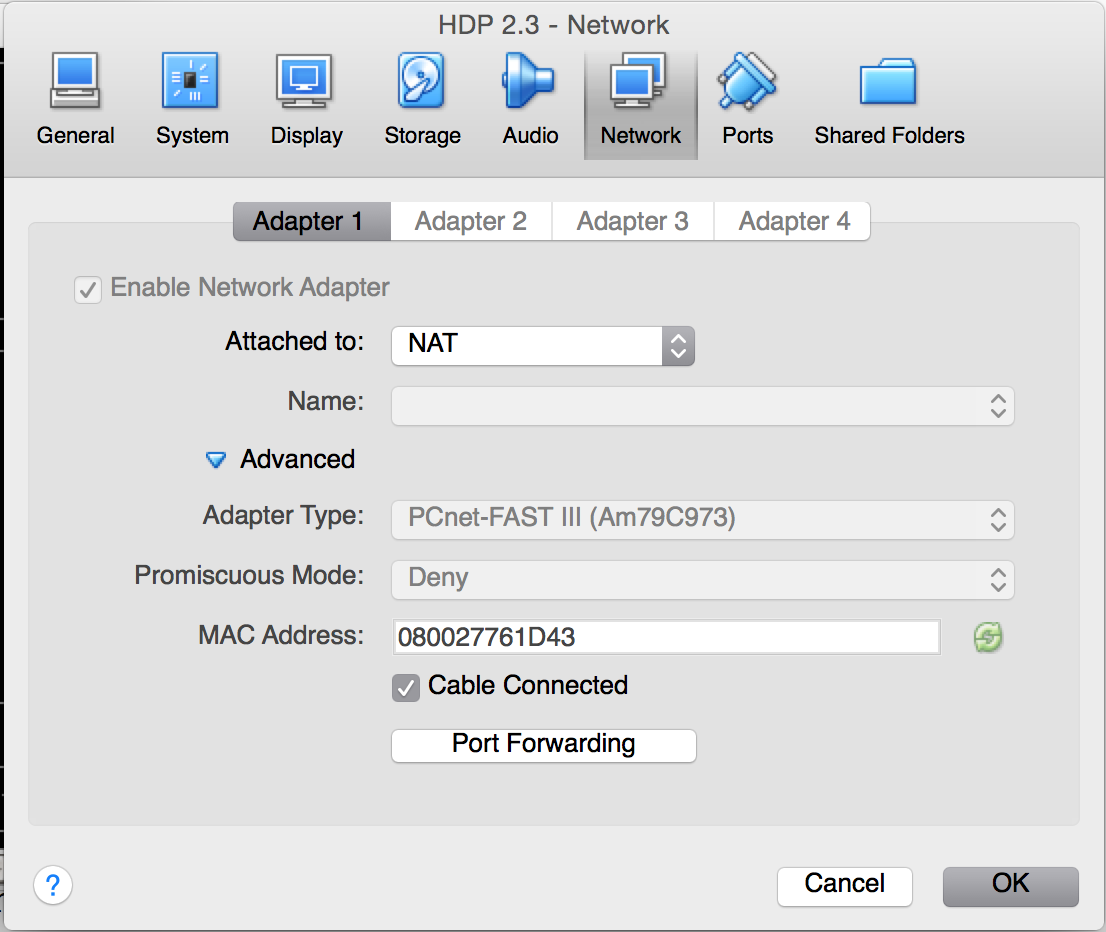 HDP 2.3 - Network
General System Display Storage Audio Network Ports Shared Folders
Adapter 1 Adapter 2 Adapter 3 Adapter 4
Enable Network Adapter
Attached to: NAT
Name:
Advanced
Adapter Type: PCnet-FAST III (Am79C973)
Promiscuous Mode: Deny
MAC Address: 080027761D43
Cable Connected
Port Forwarding
? Cancel OK